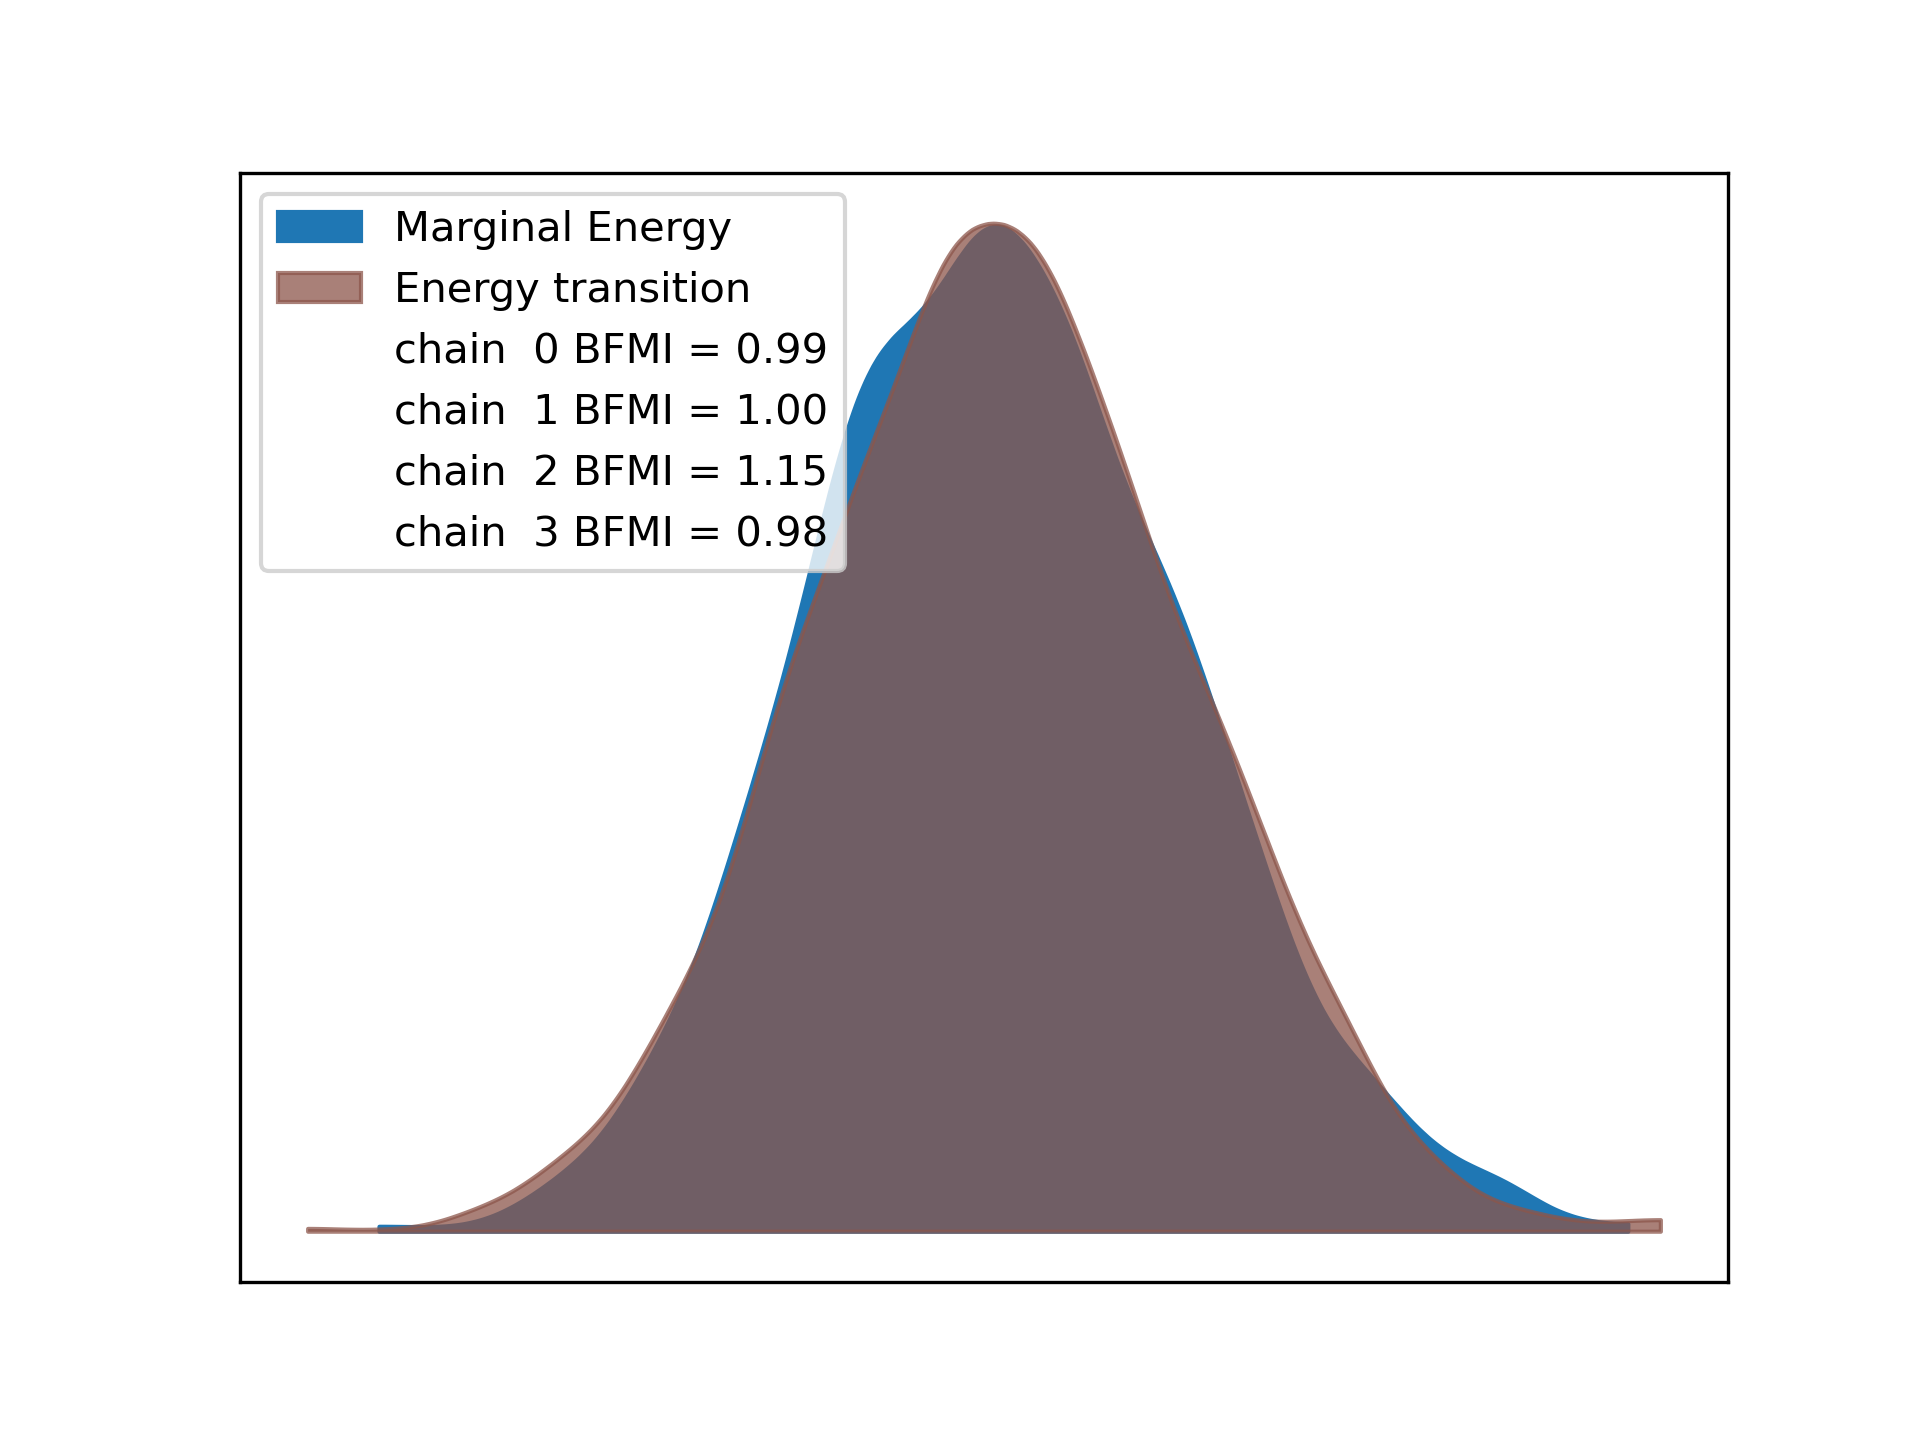 Marginal Energy
Energy transition
chain  0 BFMI = 0.99
chain  1 BFMI = 1.00
chain  2 BFMI = 1.15
chain  3 BFMI = 0.98